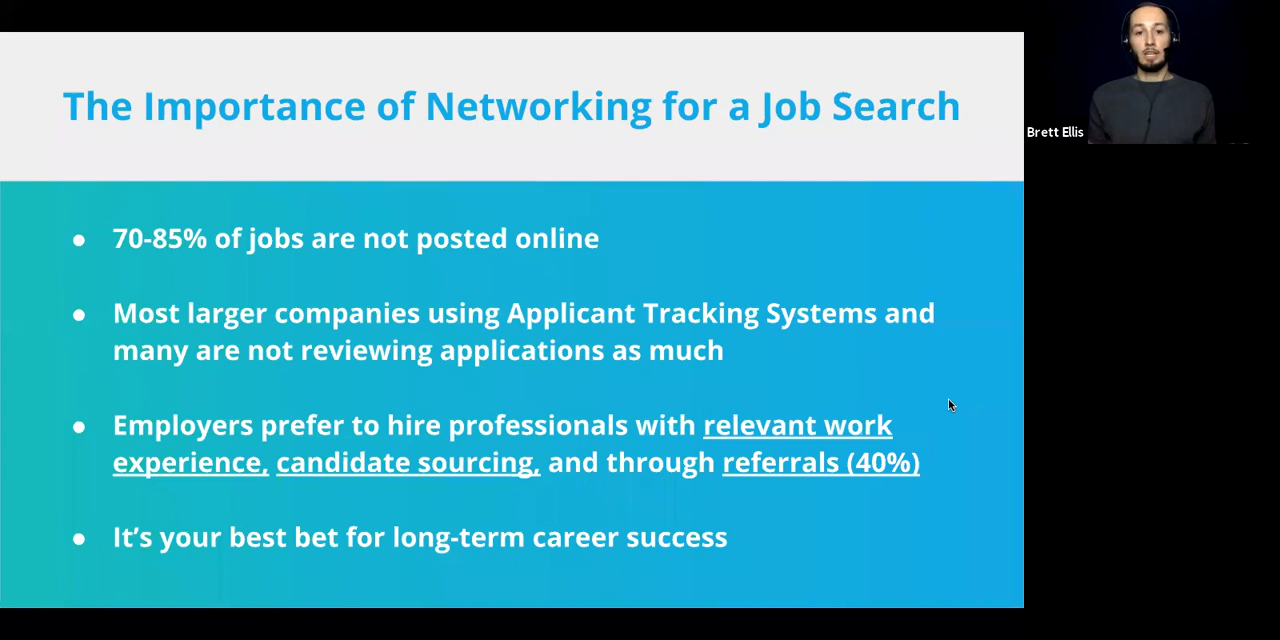 The Importance of Networking for a Job Search
Brett Ellis
● 70-85% of jobs are not posted online
● Most larger companies using Applicant Tracking Systems and
many are not reviewing applications as much
● Employers prefer to hire professionals with relevant work
experience, candidate sourcing, and through referrals (40%)
● It’s your best bet for long-term career success